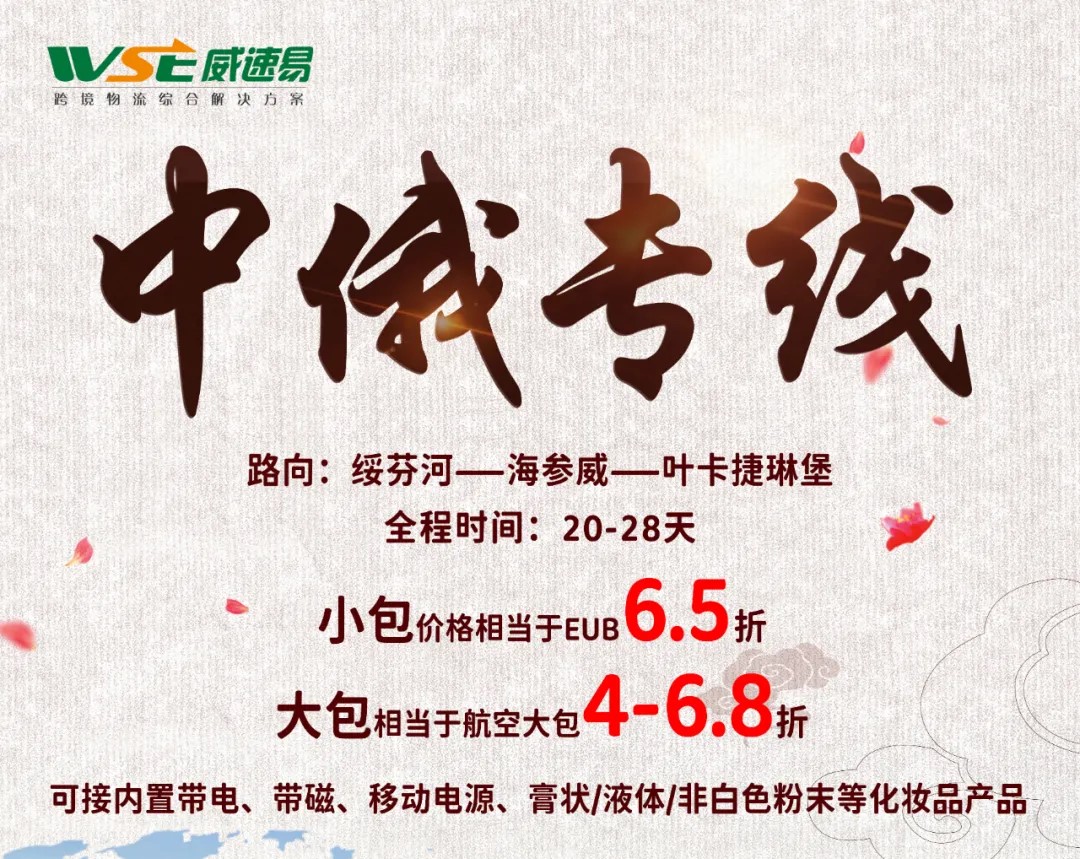 WSE威速易
跨境物流综合解决方案
中俄专线
路向：绥芬河——海参威——叶卡捷琳堡
全程时间：20-28天
小包价格相当于EUB6.5折
大包相当于航空大包4-6.8折
可接内置带电、带磁、移动电源、膏状/液体/非白色粉末等化妆品产品